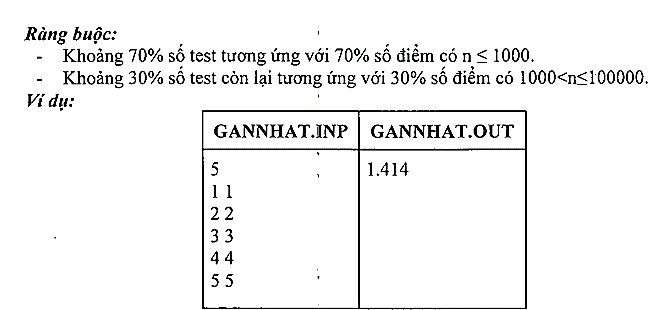 Ràng buộc:
- Khoảng 70% số test tương ứng với 70% số điểm có n ≤ 1000.
- Khoảng 30% số test còn lại tương ứng với 30% số điểm có 1000<n≤100000.
Ví dụ:
GANNHAT.INP GANNHAT.OUT
5 1.414
1 1
2 2
3 3
4 4
5 5